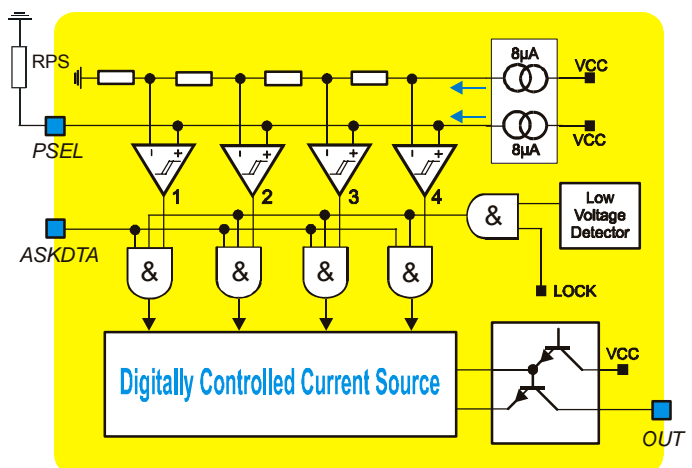 8µA
VCC
RPS
VCC
8µA
PSEL
- +
- +
- +
- +
1
2
3
4
&
Low
Voltage
Detector
ASKDTA
&
&
&
&
LOCK
Digitally Controlled Current Source
VCC
OUT